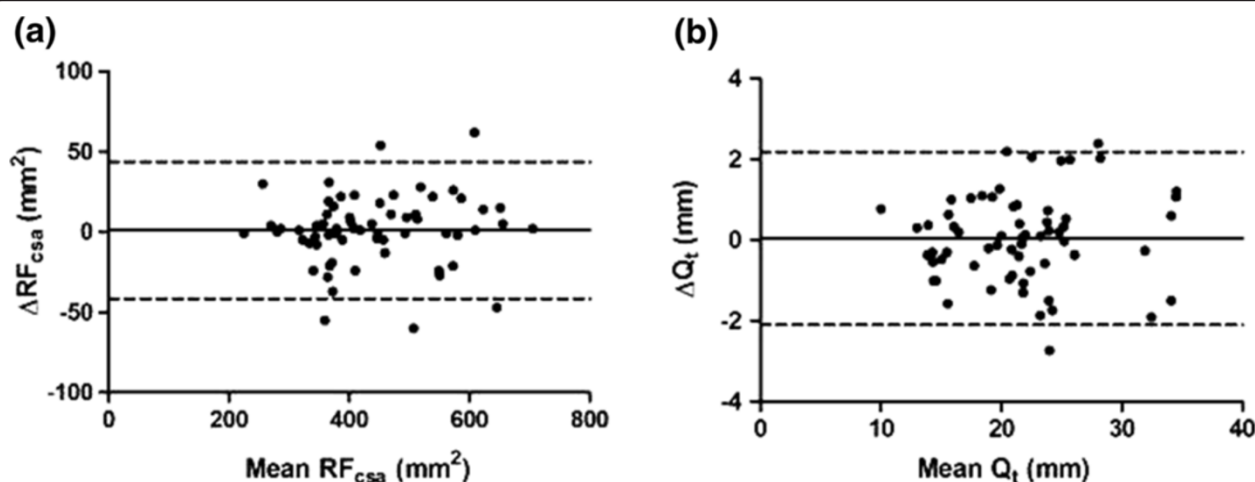 (a)
100
50
0
-50
-100
ΔRFcsa (mm²)
0 200 400 600 800
Mean RFcsa (mm²)
(b)
4
2
0
-2
-4
ΔQt (mm)
0 10 20 30 40
Mean Qt (mm)